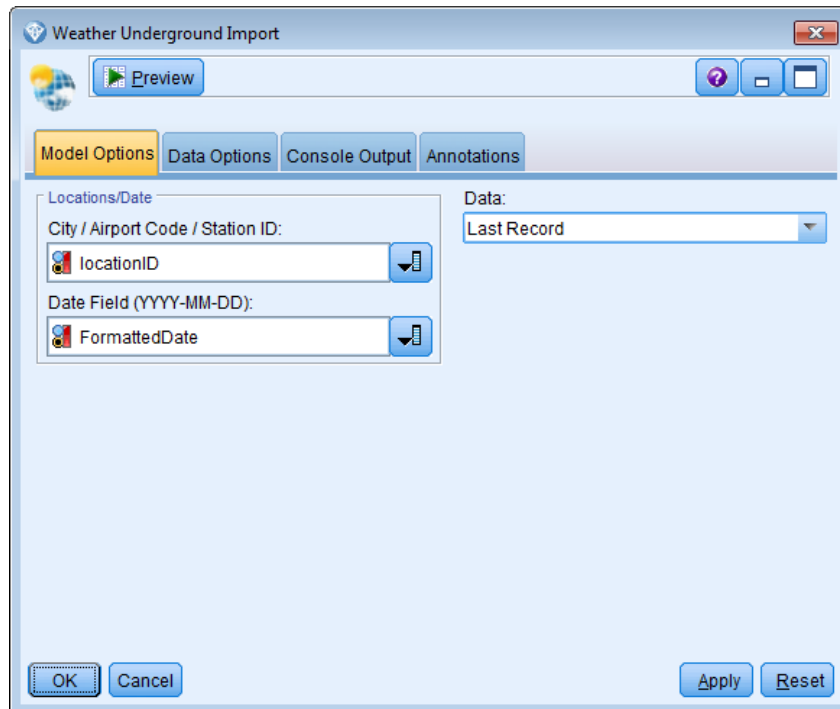 Weather Underground Import
Preview
Model Options Data Options Console Output Annotations
Locations/Date
City / Airport Code / Station ID:
locationID
Date Field (YYYY-MM-DD):
FormattedDate
Data:
Last Record
OK Cancel Apply Reset